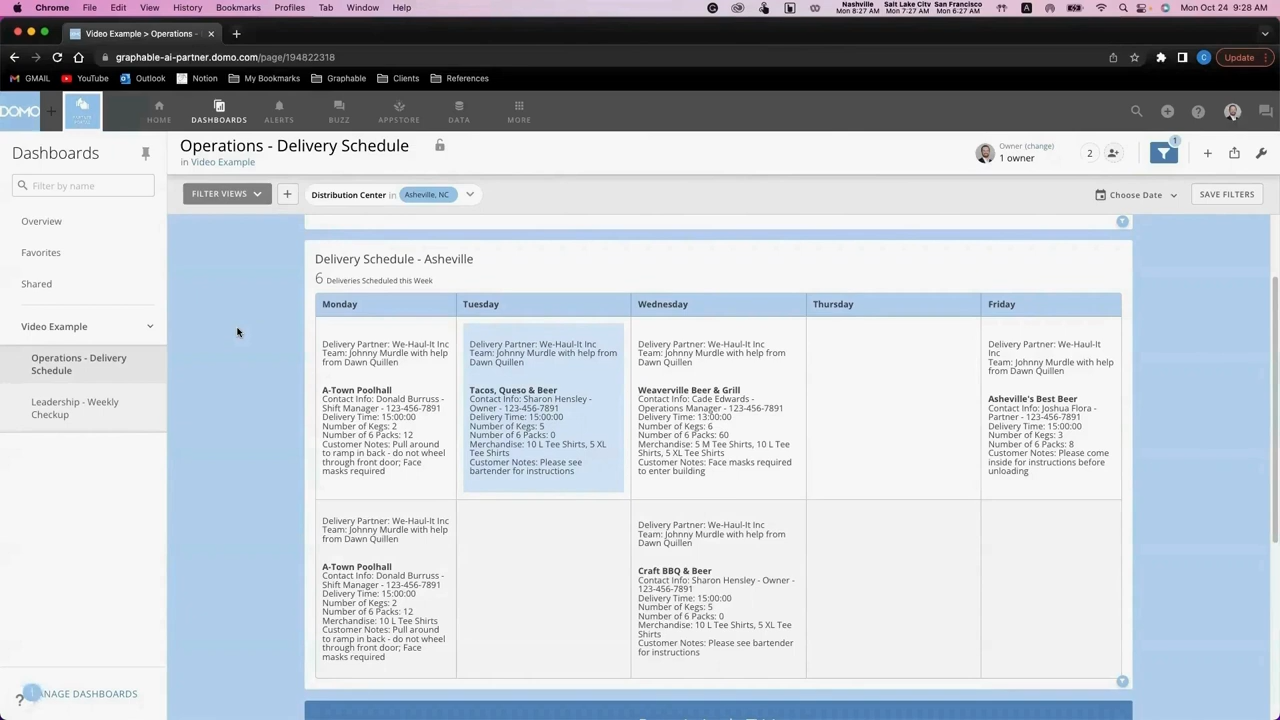 Chrome File Edit View History Bookmarks Profiles Tab Window Help
Nashville Salt Lake City San Francisco
Mon 8:27 AM Mon 7:27 AM Mon 6:27 AM
Mon Oct 24 9:28 AM
Video Example > Operations -
graphable-ai-partner.domo.com/page/194822318
Update
GMAIL YouTube Outlook Notion My Bookmarks Graphable Clients References
DOMO
HOME DASHBOARDS ALERTS BUZZ APPSTORE DATA MORE
Dashboards
Filter by name
Overview
Favorites
Shared
Video Example
Operations - Delivery
Schedule
Leadership - Weekly
Checkup
MANAGE DASHBOARDS
Operations - Delivery Schedule
in Video Example
Owner (change)
1 owner
2
1
FILTER VIEWS
Distribution Center in Asheville, NC
Choose Date
SAVE FILTERS
Delivery Schedule - Asheville
6 Deliveries Scheduled this Week
Monday Tuesday Wednesday Thursday Friday
Delivery Partner: We-Haul-It Inc
Team: Johnny Murdle with help
from Dawn Quillen
A-Town Poolhall
Contact Info: Donald Burruss -
Shift Manager - 123-456-7891
Delivery Time: 15:00:00
Number of Kegs: 2
Number of 6 Packs: 12
Customer Notes: Pull around
to ramp in back - do not wheel
through front door; Face
masks required
Delivery Partner: We-Haul-It Inc
Team: Johnny Murdle with help from
Dawn Quillen
Tacos, Queso & Beer
Contact Info: Sharon Hensley -
Owner - 123-456-7891
Delivery Time: 15:00:00
Number of Kegs: 5
Number of 6 Packs: 0
Merchandise: 10 L Tee Shirts, 5 XL
Tee Shirts
Customer Notes: Please see
bartender for instructions
Delivery Partner: We-Haul-It Inc
Team: Johnny Murdle with help from
Dawn Quillen
Weaverville Beer & Grill
Contact Info: Cade Edwards -
Operations Manager - 123-456-7891
Delivery Time: 13:00:00
Number of Kegs: 6
Number of 6 Packs: 60
Merchandise: 5 M Tee Shirts, 10 L Tee
Shirts, 5 XL Tee Shirts
Customer Notes: Face masks required
to enter building
Delivery Partner: We-Haul-It
Inc
Team: Johnny Murdle with
help from Dawn Quillen
Asheville's Best Beer
Contact Info: Joshua Flora -
Partner - 123-456-7891
Delivery Time: 15:00:00
Number of Kegs: 3
Number of 6 Packs: 8
Customer Notes: Please come
inside for instructions before
unloading
Delivery Partner: We-Haul-It Inc
Team: Johnny Murdle with help
from Dawn Quillen
A-Town Poolhall
Contact Info: Donald Burruss -
Shift Manager - 123-456-7891
Delivery Time: 15:00:00
Number of Kegs: 2
Number of 6 Packs: 12
Merchandise: 10 L Tee Shirts
Customer Notes: Pull around
to ramp in back - do not wheel
through front door; Face
masks required
Delivery Partner: We-Haul-It Inc
Team: Johnny Murdle with help from
Dawn Quillen
Craft BBQ & Beer
Contact Info: Sharon Hensley - Owner -
123-456-7891
Delivery Time: 15:00:00
Number of Kegs: 5
Number of 6 Packs: 0
Merchandise: 10 L Tee Shirts, 5 XL Tee
Shirts
Customer Notes: Please see bartender
for instructions